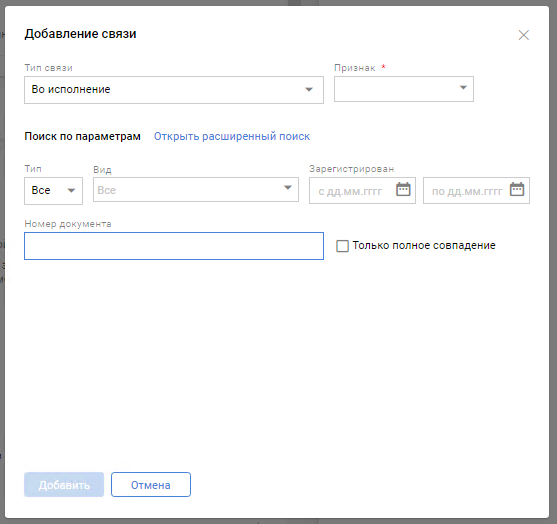 Добавление связи
Тип связи
Признак *
Во исполнение
Поиск по параметрам Открыть расширенный поиск
Тип
Вид
Зарегистрирован
Все
Все
с дд.мм.гггг
по дд.мм.гггг
Номер документа
Только полное совпадение
Добавить
Отмена